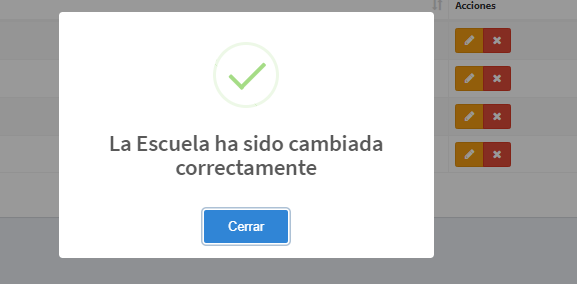 Acciones
La Escuela ha sido cambiada
correctamente
Cerrar